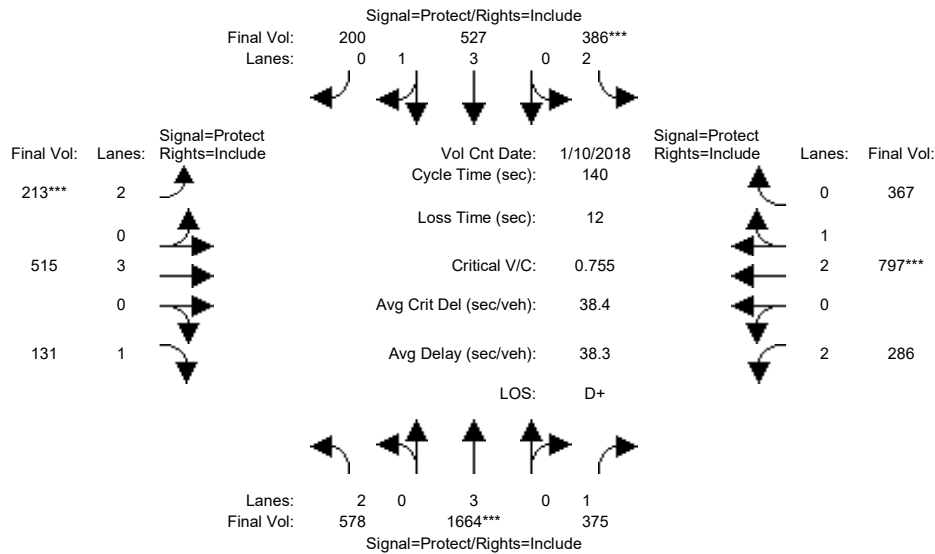 Signal=Protect/Rights=Include
Final Vol: 200 527 386***
Lanes: 0 1 3 0 2
Signal=Protect Signal=Protect
Final Vol: Lanes: Rights=Include Vol Cnt Date: 1/10/2018 Rights=Include Lanes: Final Vol:
Cycle Time (sec): 140
213*** 2 0 367
Loss Time (sec): 12
0 1
515 3 Critical V/C: 0.755 2 797***
0 Avg Crit Del (sec/veh): 38.4 0
131 1 Avg Delay (sec/veh): 38.3 2 286
LOS: D+
Lanes: 2 0 3 0 1
Final Vol: 578 1664*** 375
Signal=Protect/Rights=Include